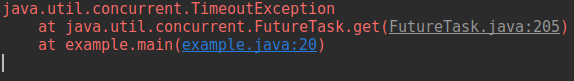 java.util.concurrent.TimeoutException
    at java.util.concurrent.FutureTask.get(FutureTask.java:205)
    at example.main(example.java:20)